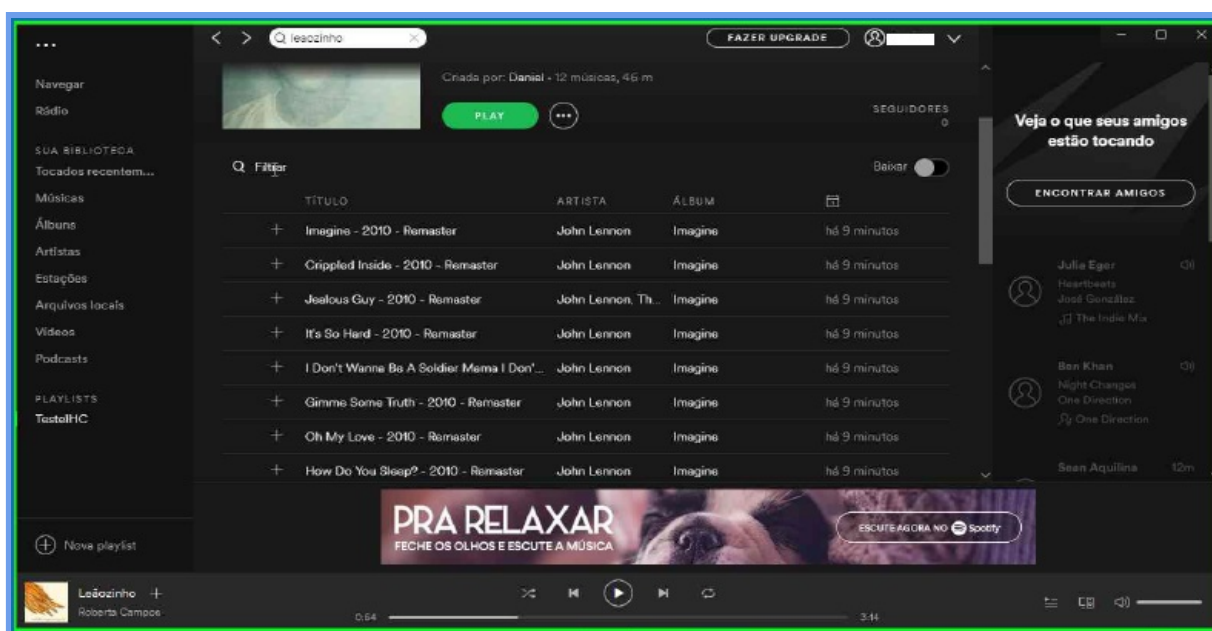 leaozinho
FAZER UPGRADE
Navegar
Rádio
SUA BIBLIOTECA
Tocados recentem...
Músicas
Álbuns
Artistas
Estações
Arquivos locais
Vídeos
Podcasts
PLAYLISTS
TesteIHC
Nova playlist
Criada por: Daniel • 12 músicas, 46 m
PLAY
SEGUIDORES
0
Filtrar
Baixar
TÍTULO ARTISTA ÁLBUM
Imagine - 2010 - Remaster John Lennon Imagine há 9 minutos
Crippled Inside - 2010 - Remaster John Lennon Imagine há 9 minutos
Jealous Guy - 2010 - Remaster John Lennon, Th... Imagine há 9 minutos
It's So Hard - 2010 - Remaster John Lennon Imagine há 9 minutos
I Don't Wanna Be A Soldier Mama I Don'... John Lennon Imagine há 9 minutos
Gimme Some Truth - 2010 - Remaster John Lennon Imagine há 9 minutos
Oh My Love - 2010 - Remaster John Lennon Imagine há 9 minutos
How Do You Sleep? - 2010 - Remaster John Lennon Imagine há 9 minutos
Veja o que seus amigos
estão tocando
ENCONTRAR AMIGOS
Julia Eger
Heartbeats
José González
The Indie Mix
Ben Khan
Night Changes
One Direction
One Direction
Sean Aquilina 12m
PRA RELAXAR
FECHE OS OLHOS E ESCUTE A MÚSICA
ESCUTE AGORA NO Spotify
Leãozinho
Roberta Campos
0:54
3:14